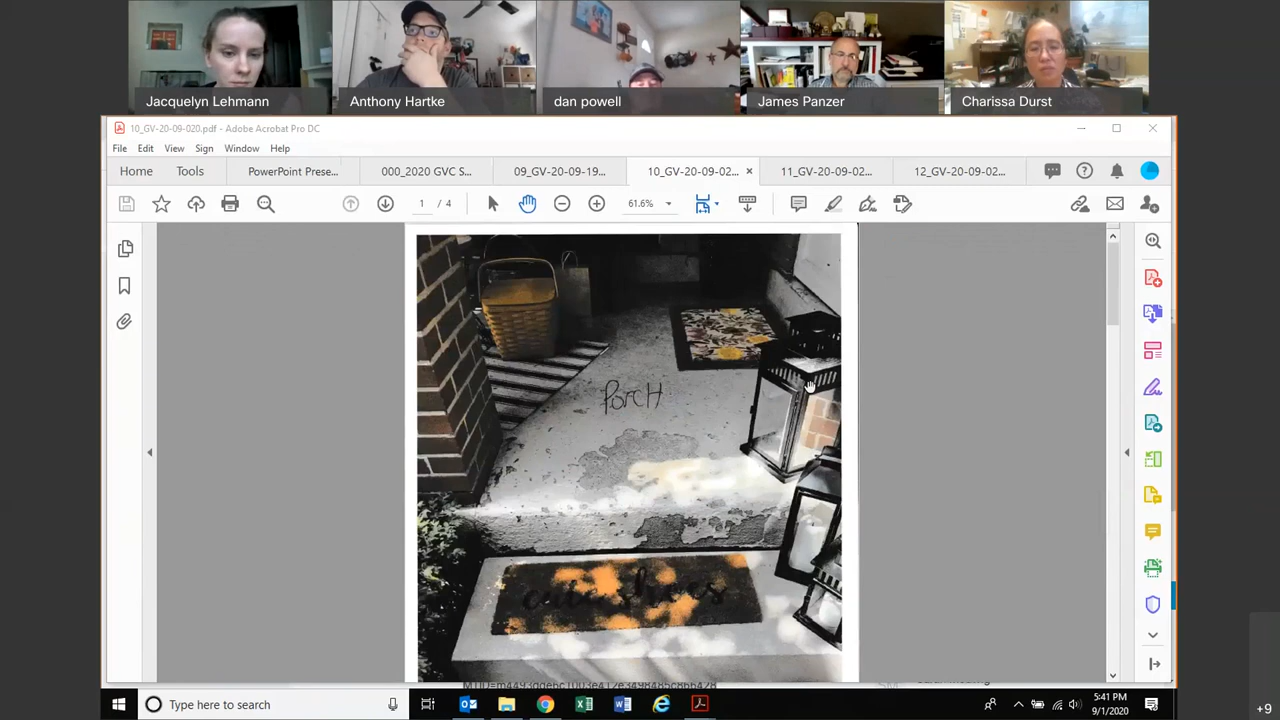 Jacquelyn Lehmann
Anthony Hartke
dan powell
James Panzer
Charissa Durst
10_GV-20-09-020.pdf - Adobe Acrobat Pro DC
File Edit View Sign Window Help
Home Tools PowerPoint Prese... 000_2020 GVC S... 09_GV-20-09-19... 10_GV-20-09-02... × 11_GV-20-09-02... 12_GV-20-09-02...
1 / 4 61.6%
PorcH
cute shoes
Type here to search
5:41 PM
9/1/2020
+9